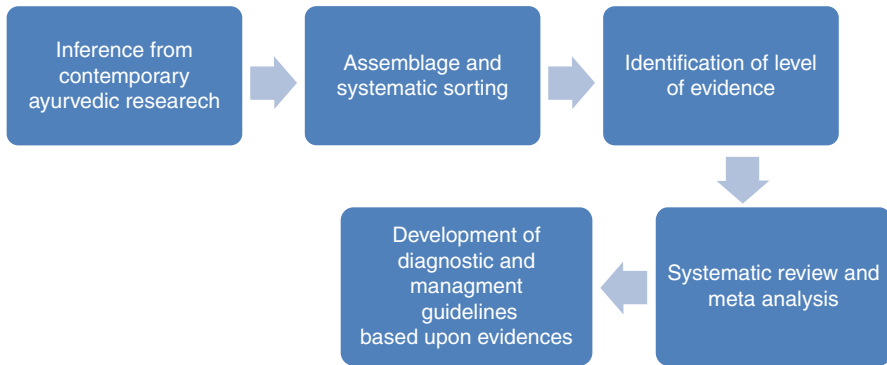 Inference from
contemporary
ayurvedic researech
Assemblage and
systematic sorting
Identification of level
of evidence
Systematic review and
meta analysis
Development of
diagnostic and
managment
guidelines
based upon evidences